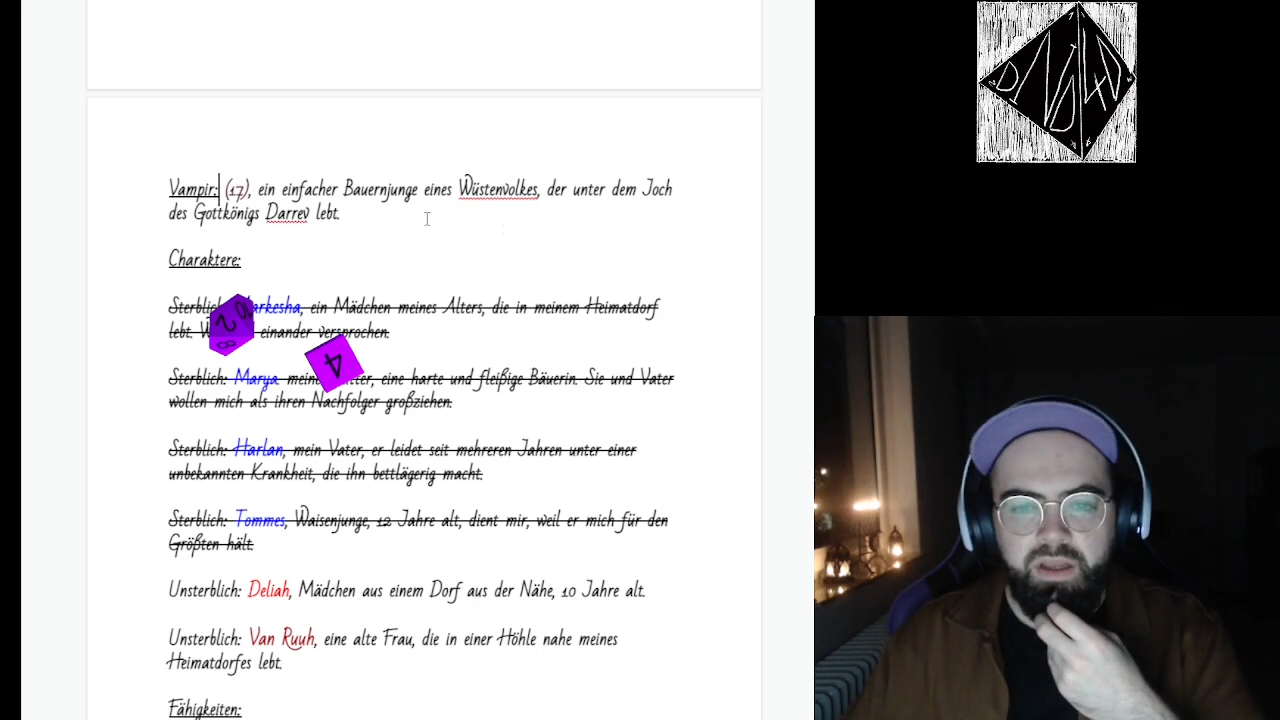 Vampir: (17), ein einfacher Bauernjunge eines Wüstenvolkes, der unter dem Joch
des Gottkönigs Darrev lebt.
Charaktere:
Sterblich: arkesha, ein Mädchen meines Alters, die in meinem Heimatdorf
lebt. einander versprochen.
Sterblich: Marya, meine eine harte und fleißige Bäuerin. Sie und Vater
wollen mich als ihren Nachfolger großziehen.
Sterblich: Harlan, mein Vater, er leidet seit mehreren Jahren unter einer
unbekannten Krankheit, die ihn bettlägerig macht.
Sterblich: Tommes, Waisenjunge, 12 Jahre alt, dient mir, weil er mich für den
Größten hält.
Unsterblich: Deliah, Mädchen aus einem Dorf aus der Nähe, 10 Jahre alt.
Unsterblich: Van Ruuh, eine alte Frau, die in einer Höhle nahe meines
Heimatdorfes lebt.
Fähigkeiten:
2
8
4